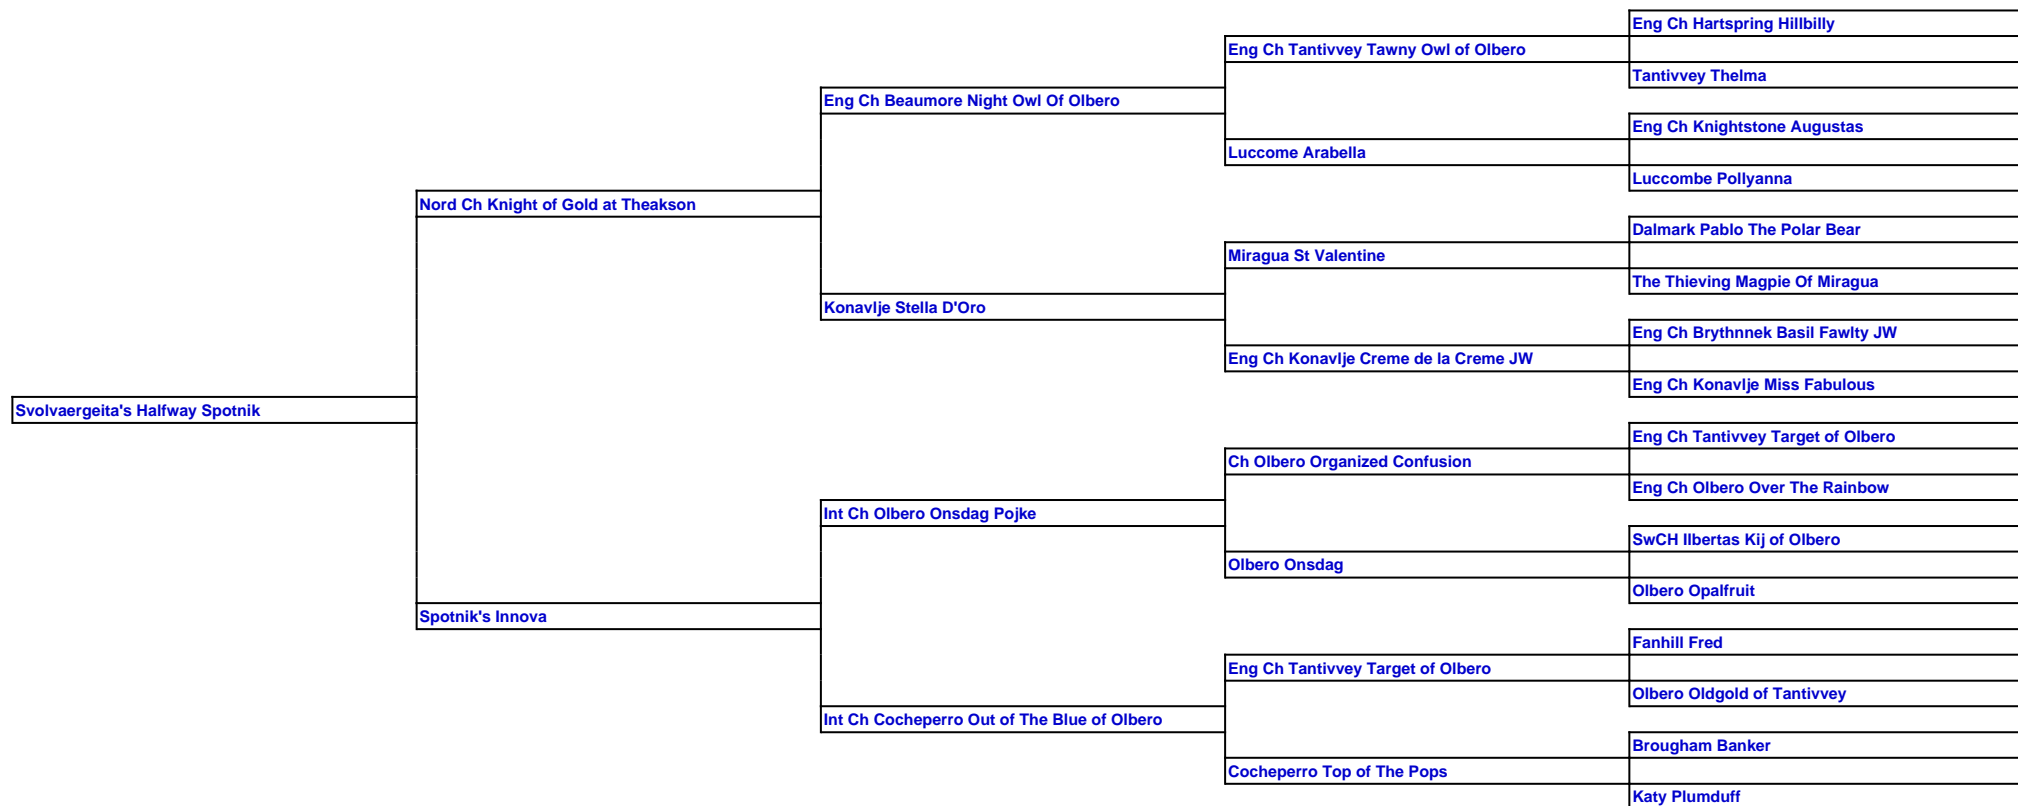 Eng Ch Hartspring Hillbilly
Eng Ch Tantivvey Tawny Owl of Olbero
Tantivvey Thelma
Eng Ch Beaumore Night Owl Of Olbero
Eng Ch Knightstone Augustas
Luccome Arabella
Luccombe Pollyanna
Nord Ch Knight of Gold at Theakson
Dalmark Pablo The Polar Bear
Miragua St Valentine
The Thieving Magpie Of Miragua
Konavlje Stella D'Oro
Eng Ch Brythnnek Basil Fawlty JW
Eng Ch Konavlje Creme de la Creme JW
Eng Ch Konavlje Miss Fabulous
Svolvaergeita's Halfway Spotnik
Eng Ch Tantivvey Target of Olbero
Ch Olbero Organized Confusion
Eng Ch Olbero Over The Rainbow
Int Ch Olbero Onsdag Pojke
SwCH Ilbertas Kij of Olbero
Olbero Onsdag
Olbero Opalfruit
Spotnik's Innova
Fanhill Fred
Eng Ch Tantivvey Target of Olbero
Olbero Oldgold of Tantivvey
Int Ch Cocheperro Out of The Blue of Olbero
Brougham Banker
Cocheperro Top of The Pops
Katy Plumduff